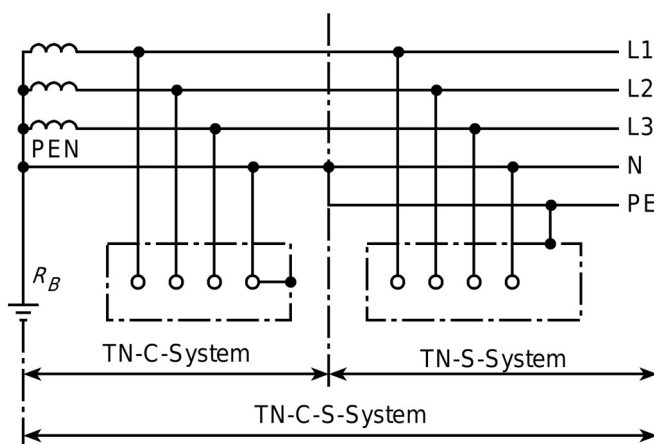 L1
L2
L3
PEN
N
PE
R_B
TN-C-System
TN-S-System
TN-C-S-System